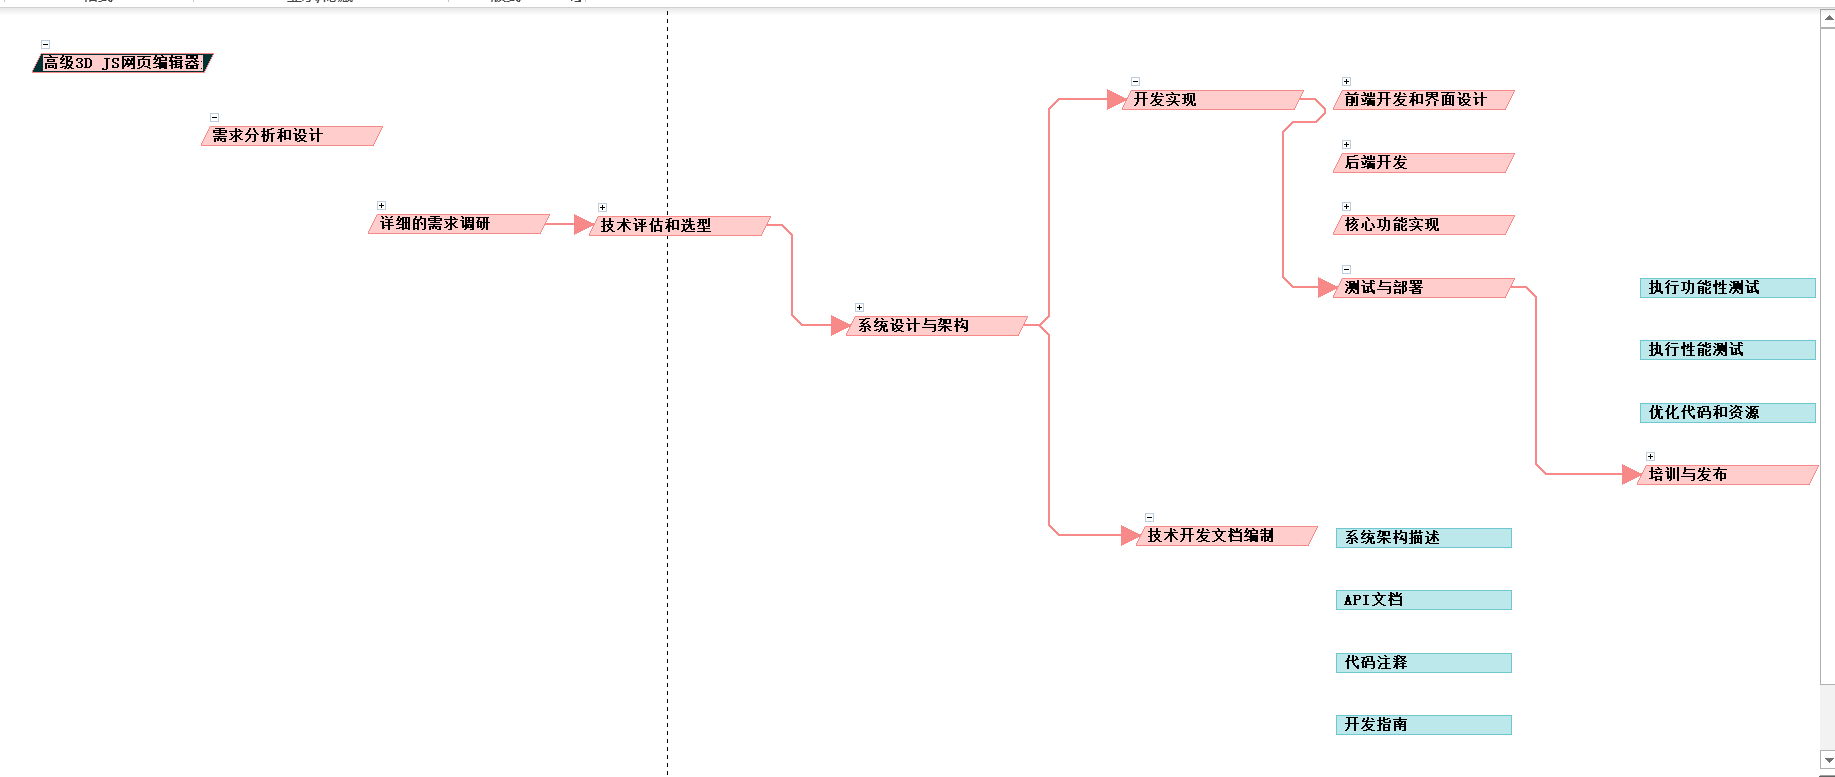 高级3D JS网页编辑器
需求分析和设计
详细的需求调研
技术评估和选型
系统设计与架构
开发实现
前端开发和界面设计
后端开发
核心功能实现
测试与部署
执行功能性测试
执行性能测试
优化代码和资源
培训与发布
技术开发文档编制
系统架构描述
API文档
代码注释
开发指南